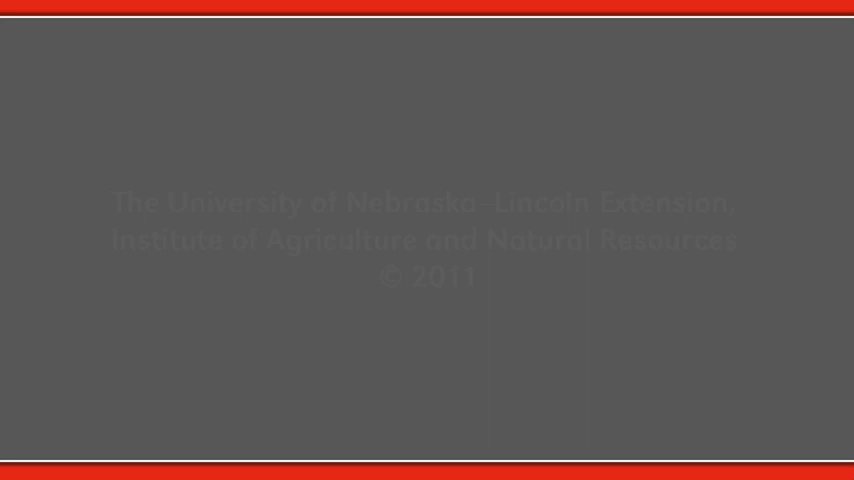 The University of Nebraska–Lincoln Extension,
Institute of Agriculture and Natural Resources
© 2011